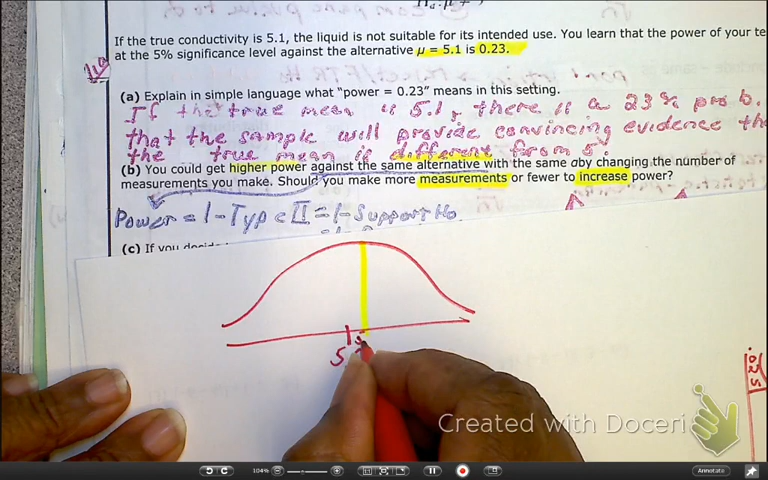 If the true conductivity is 5.1, the liquid is not suitable for its intended use. You learn that the power of your te
at the 5% significance level against the alternative μ = 5.1 is 0.23.
(a) Explain in simple language what "power = 0.23" means in this setting.
If the true mean is 5.1, there is a 23% prob.
that the sample will provide convincing evidence tha
the true mean is different from 5.
(b) You could get higher power against the same alternative with the same α by changing the number of
measurements you make. Should you make more measurements or fewer to increase power?
Power = 1 - Type II = 1 - Support Ho
(c) If you
5
.025
Created with Doceri
104%
Annotate